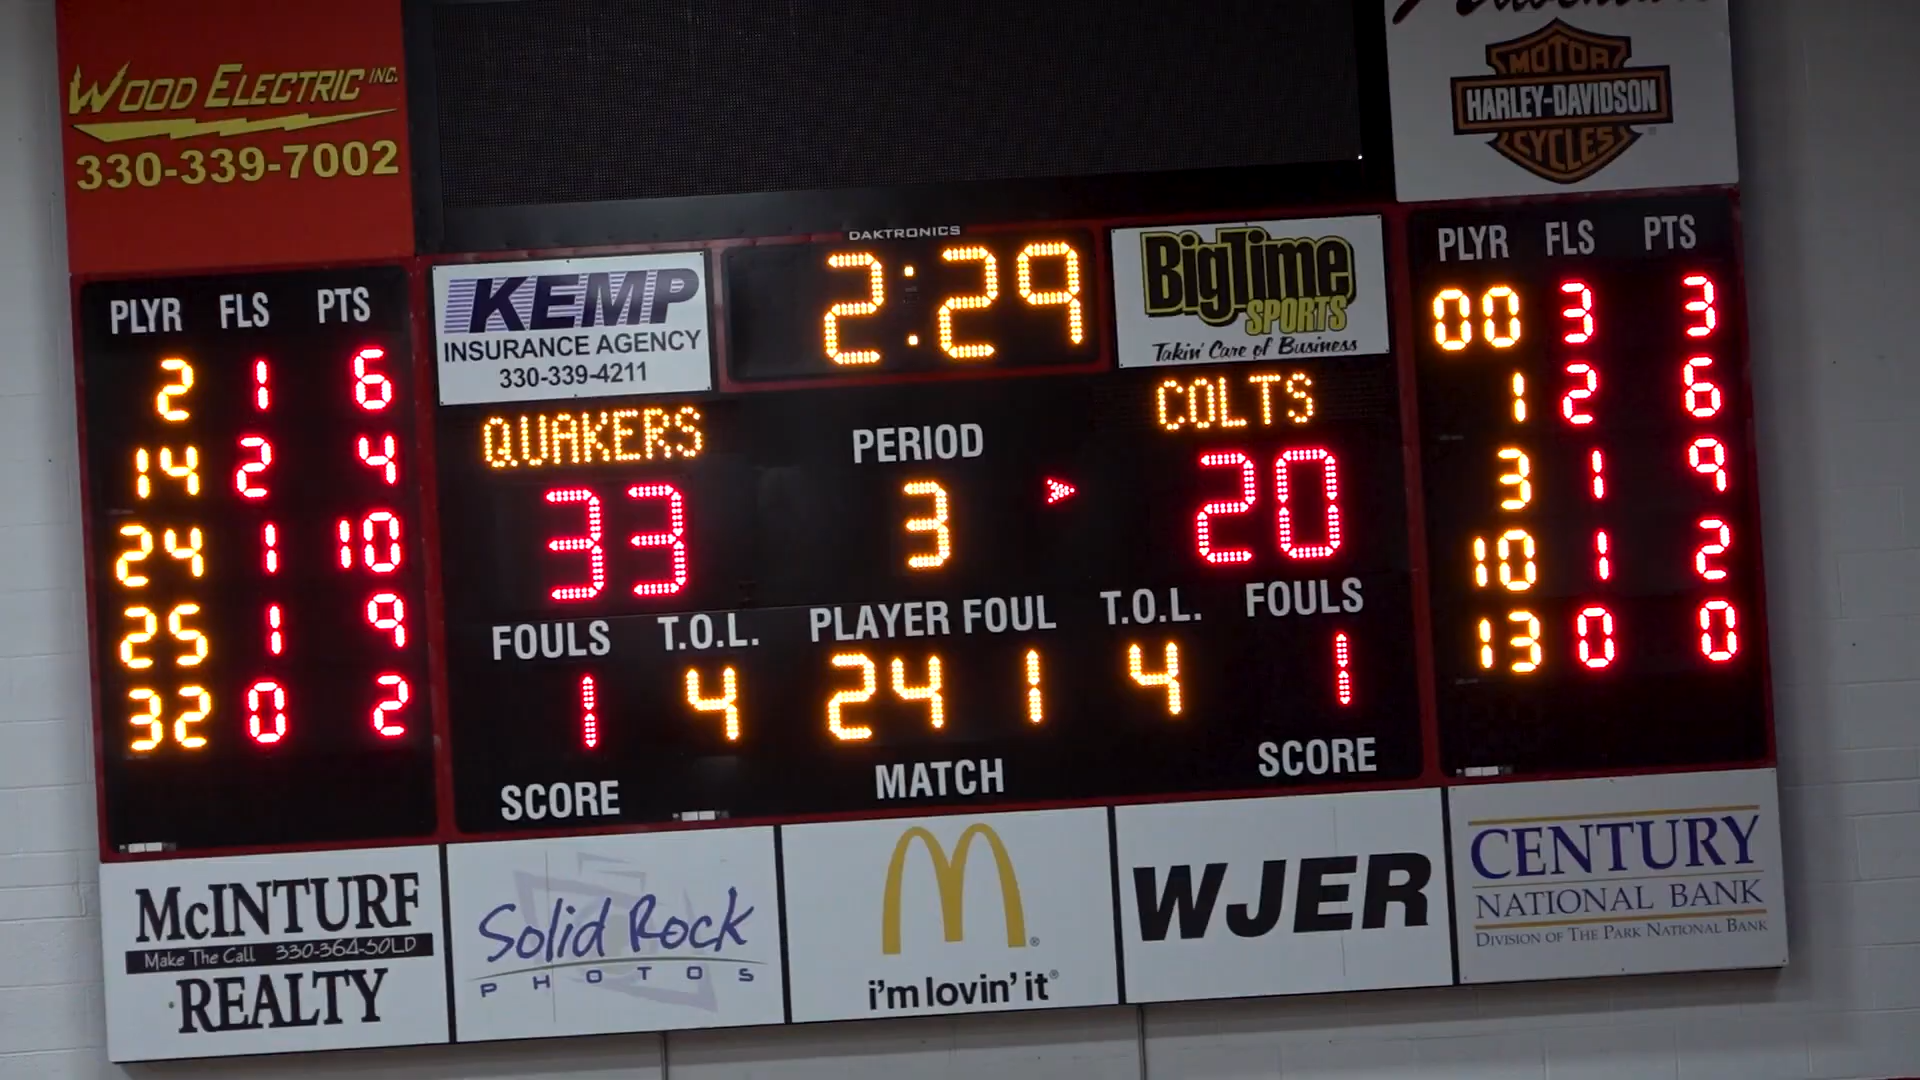 WOOD ELECTRIC INC.
330-339-7002
MOTOR
HARLEY-DAVIDSON
CYCLES
DAKTRONICS
KEMP
INSURANCE AGENCY
330-339-4211
2:29
BigTime
SPORTS
Takin' Care of Business
PLYR FLS PTS
2 1 6
14 2 4
24 1 10
25 1 9
32 0 2
QUAKERS
33
PERIOD
3
COLTS
20
FOULS T.O.L. PLAYER FOUL T.O.L. FOULS
1 4 24 1 4 1
SCORE MATCH SCORE
PLYR FLS PTS
00 3 3
1 2 6
3 1 9
10 1 2
13 0 0
McINTURF
Make The Call 330-364-SOLD
REALTY
Solid Rock
PHOTOS
M
i'm lovin' it®
WJER
CENTURY
NATIONAL BANK
DIVISION OF THE PARK NATIONAL BANK